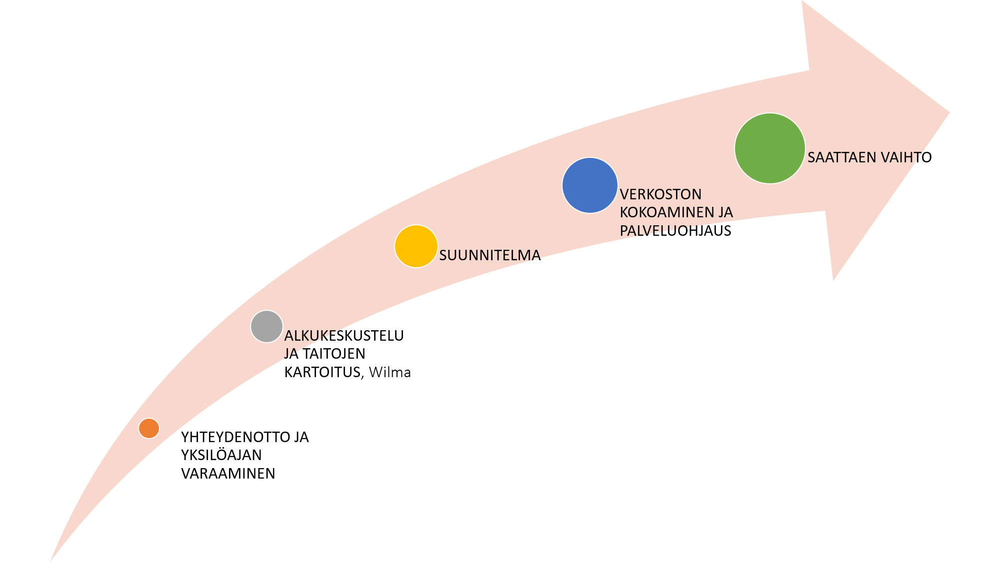 SAATTAEN VAIHTO
VERKOSTON
KOKOAMINEN JA
PALVELUOHJAUS
SUUNNITELMA
ALKUKESKUSTELU
JA TAITOJEN
KARTOITUS, Wilma
YHTEYDENOTTO JA
YKSILÖAJAN
VARAAMINEN